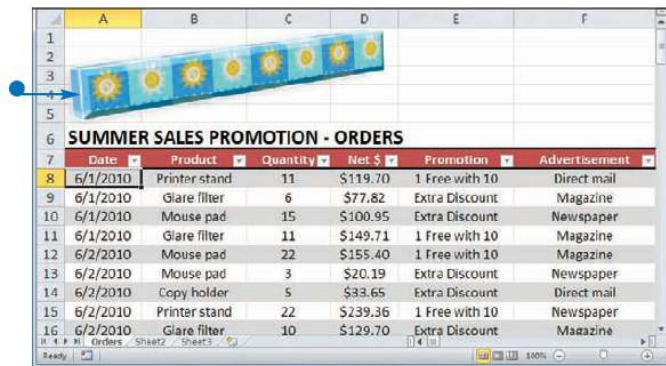 A B C D E F
1
2
3
4
5
6 SUMMER SALES PROMOTION - ORDERS
7 Date Product Quantity Net $ Promotion Advertisement
8 6/1/2010 Printer stand 11 $119.70 1 Free with 10 Direct mail
9 6/1/2010 Glare filter 6 $77.82 Extra Discount Magazine
10 6/1/2010 Mouse pad 15 $100.95 Extra Discount Newspaper
11 6/1/2010 Glare filter 11 $149.71 1 Free with 10 Magazine
12 6/2/2010 Mouse pad 22 $155.40 1 Free with 10 Magazine
13 6/2/2010 Mouse pad 3 $20.19 Extra Discount Newspaper
14 6/2/2010 Copy holder 5 $33.65 Extra Discount Direct mail
15 6/2/2010 Printer stand 22 $239.36 1 Free with 10 Newspaper
16 6/2/2010 Glare filter 10 $129.70 Extra Discount Magazine
Orders Sheet2 Sheet3
Ready 100%